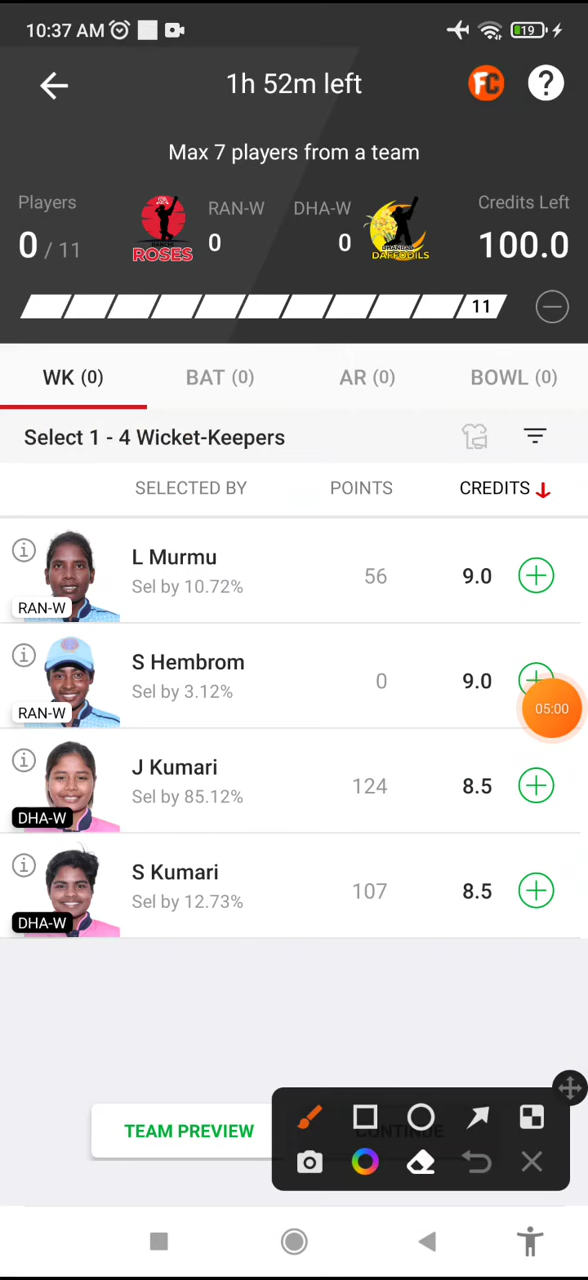 10:37 AM
19
1h 52m left
FC
?
Max 7 players from a team
Players
RAN-W
DHA-W
Credits Left
0 / 11
ROSES
0
0
DAFFODILS
100.0
11
WK (0)
BAT (0)
AR (0)
BOWL (0)
Select 1 - 4 Wicket-Keepers
SELECTED BY
POINTS
CREDITS
L Murmu
Sel by 10.72%
56
9.0
RAN-W
S Hembrom
Sel by 3.12%
0
9.0
RAN-W
05:00
J Kumari
Sel by 85.12%
124
8.5
DHA-W
S Kumari
Sel by 12.73%
107
8.5
DHA-W
TEAM PREVIEW
CONTINUE